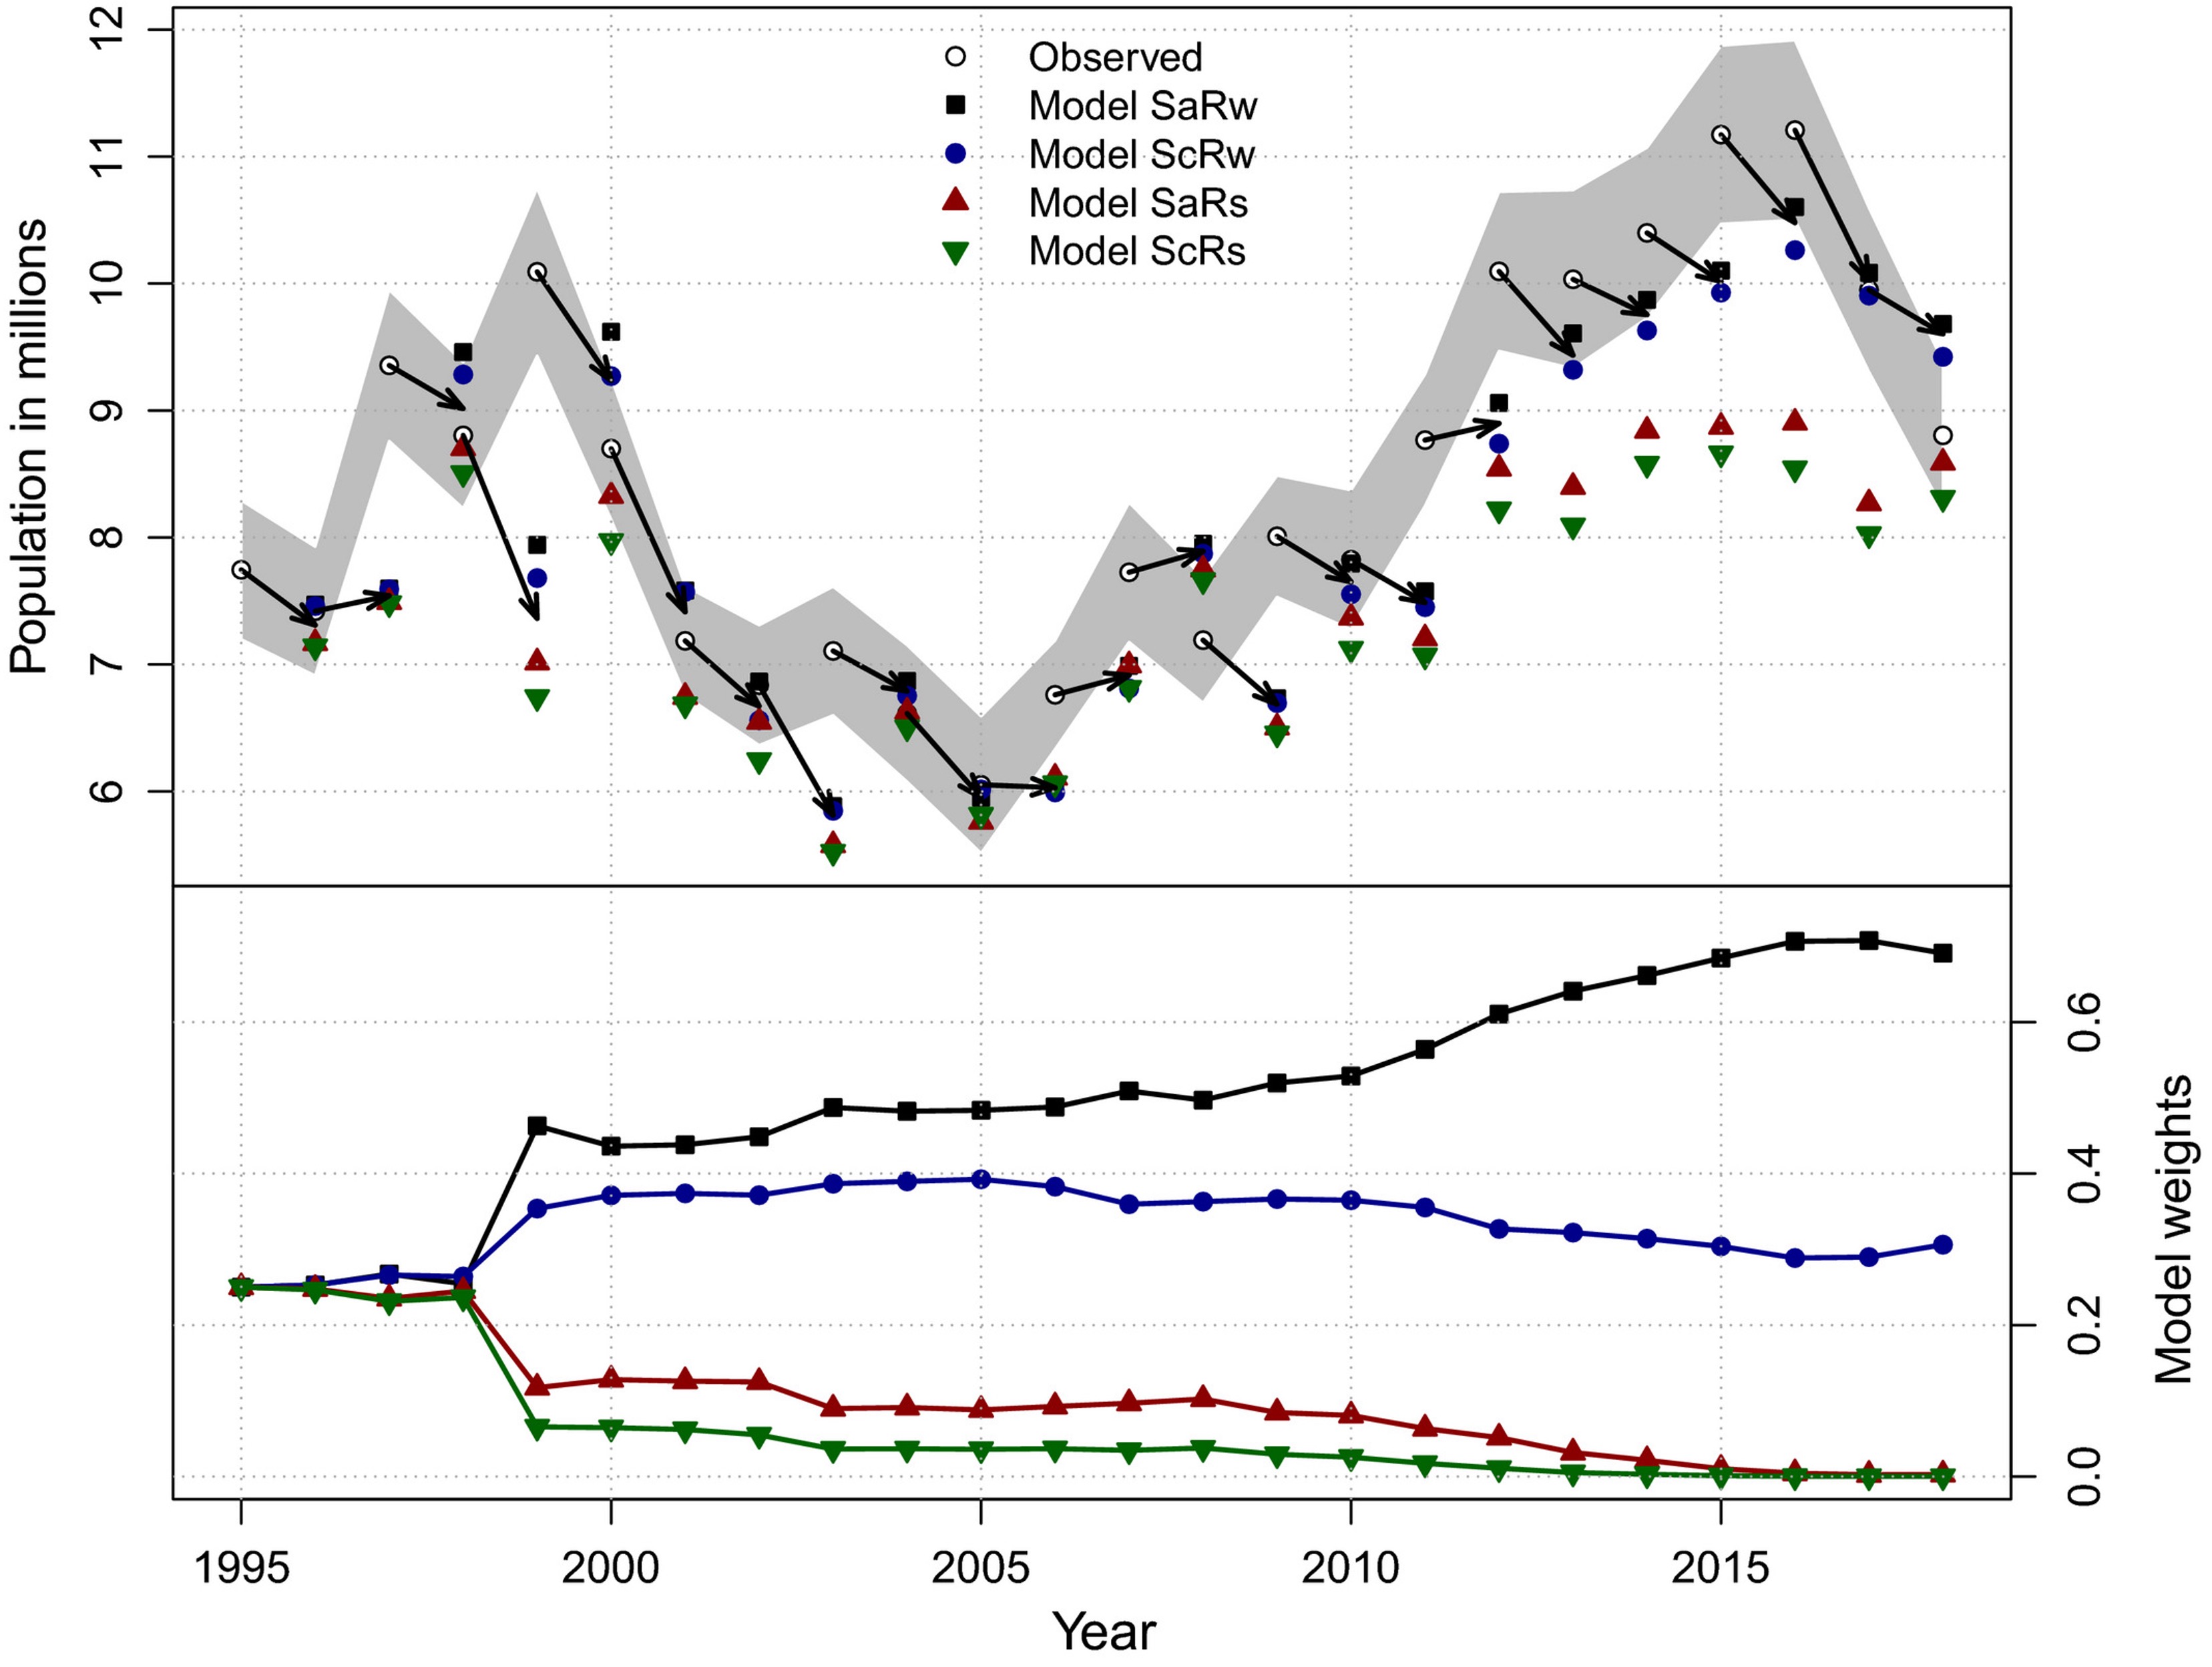 Population in millions
12
11
10
9
8
7
6
Observed
Model SaRw
Model ScRw
Model SaRs
Model ScRs
0.6
0.4
0.2
0.0
Model weights
1995 2000 2005 2010 2015
Year